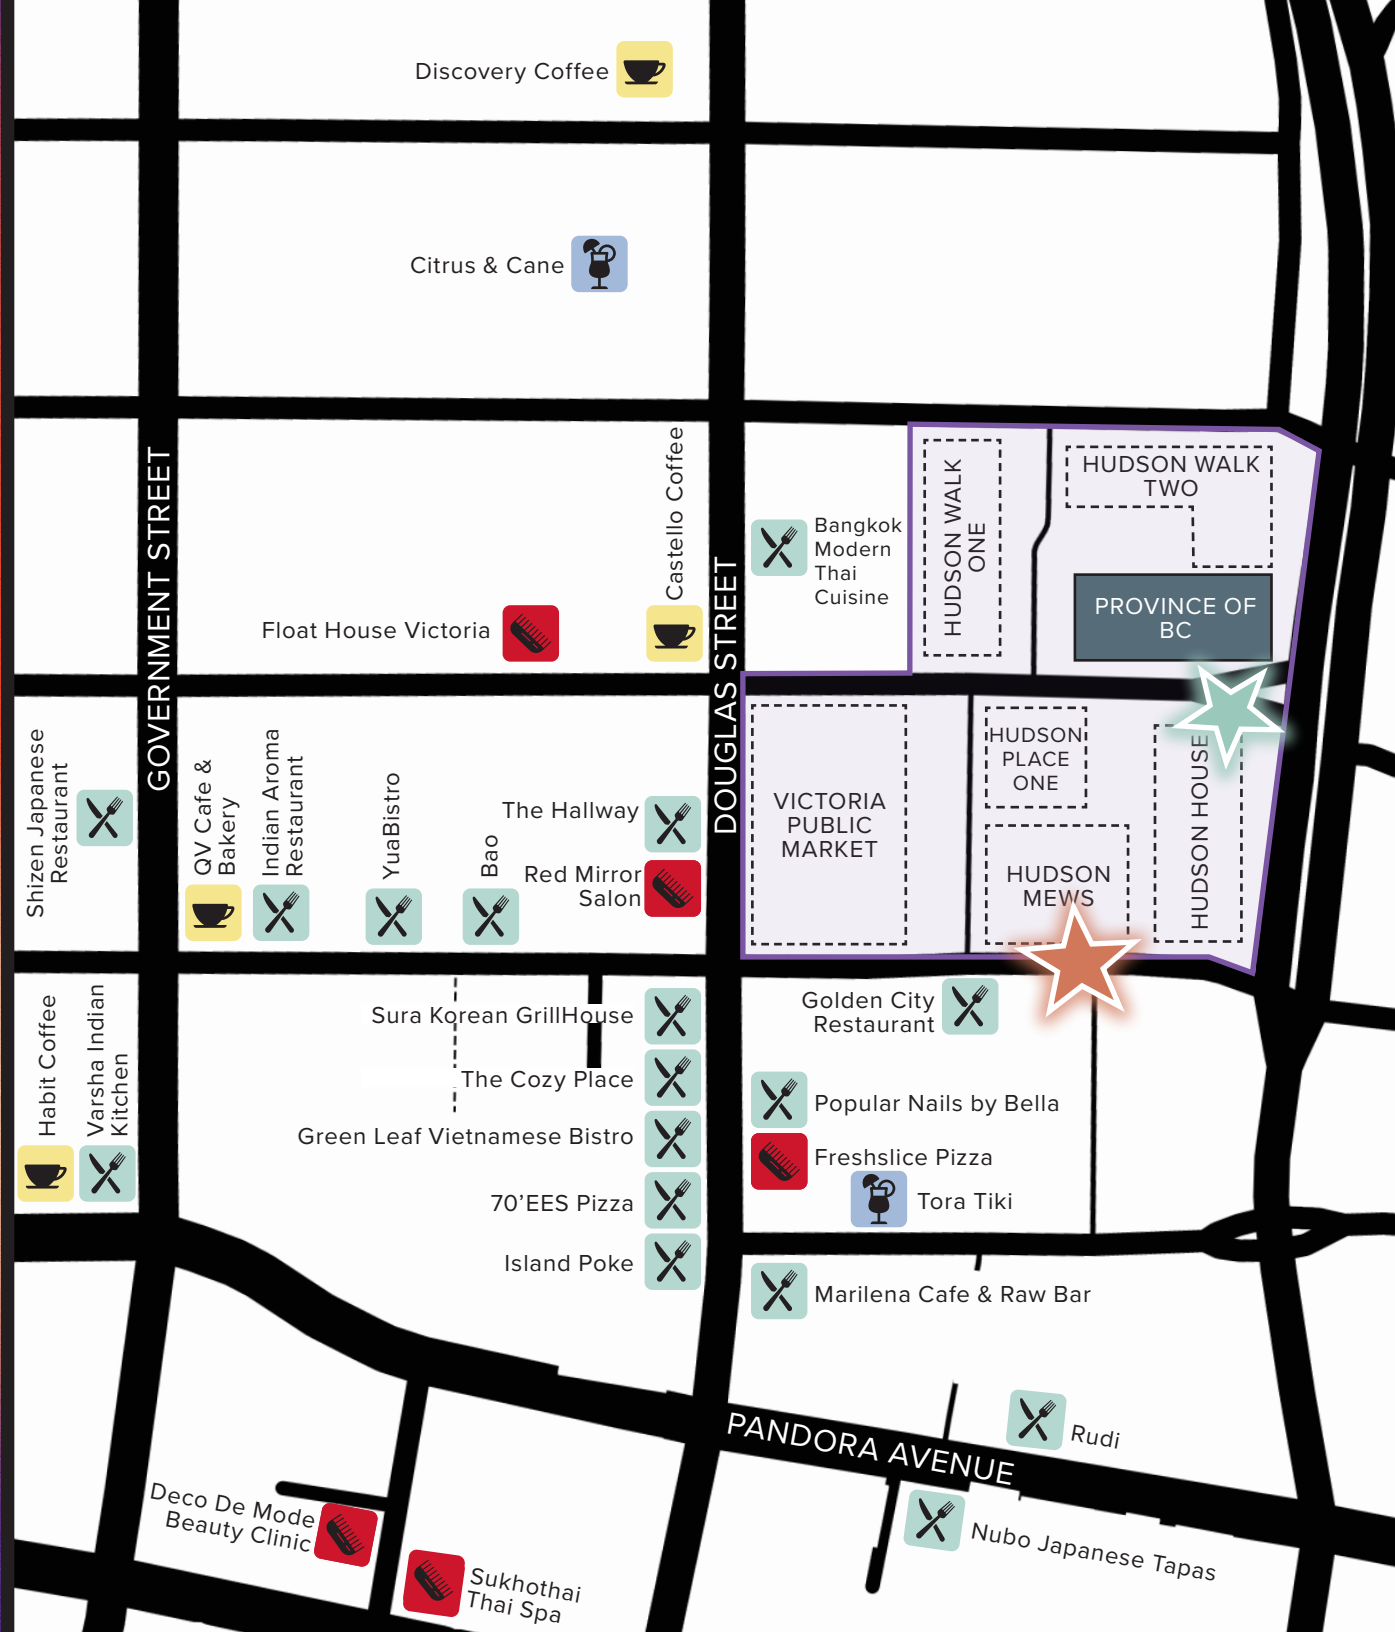 Discovery Coffee
Citrus & Cane
GOVERNMENT STREET
Castello Coffee
DOUGLAS STREET
Bangkok
Modern
Thai
Cuisine
HUDSON WALK
ONE
HUDSON WALK
TWO
PROVINCE OF
BC
Float House Victoria
Shizen Japanese
Restaurant
QV Cafe &
Bakery
Indian Aroma
Restaurant
YuaBistro
Bao
The Hallway
Red Mirror
Salon
VICTORIA
PUBLIC
MARKET
HUDSON
PLACE
ONE
HUDSON
MEWS
HUDSON HOUSE
Habit Coffee
Varsha Indian
Kitchen
Sura Korean GrillHouse
The Cozy Place
Green Leaf Vietnamese Bistro
70’EES Pizza
Island Poke
Golden City
Restaurant
Popular Nails by Bella
Freshslice Pizza
Tora Tiki
Marilena Cafe & Raw Bar
PANDORA AVENUE
Rudi
Nubo Japanese Tapas
Deco De Mode
Beauty Clinic
Sukhothai
Thai Spa